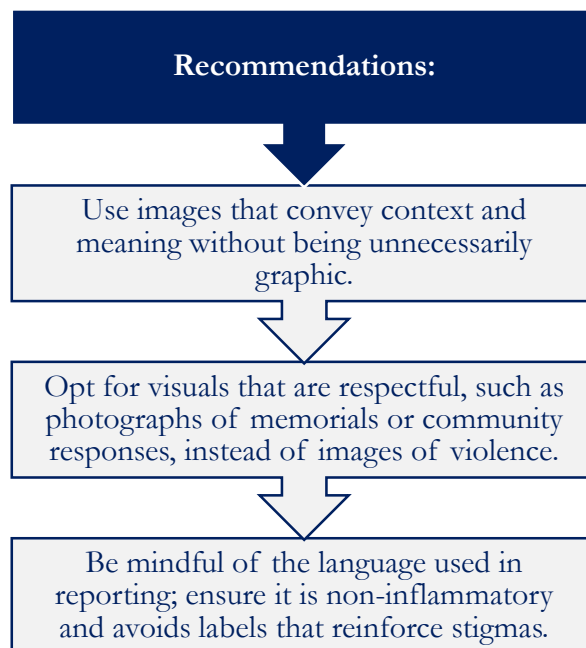 Recommendations:
Use images that convey context and
meaning without being unnecessarily
graphic.
Opt for visuals that are respectful, such as
photographs of memorials or community
responses, instead of images of violence.
Be mindful of the language used in
reporting; ensure it is non-inflammatory
and avoids labels that reinforce stigmas.